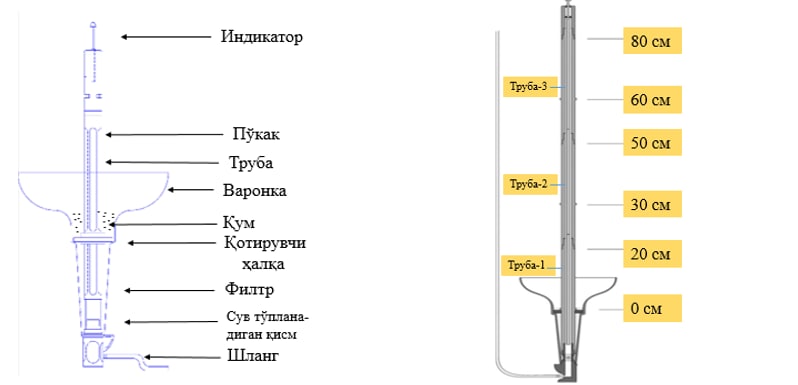 Индикатор
Пўкак
Труба
Варонка
Қум
Қотирувчи
ҳалқа
Филтр
Сув тўплана-
диган қисм
Шланг
80 см
Труба-3
60 см
50 см
Труба-2
30 см
20 см
Труба-1
0 см